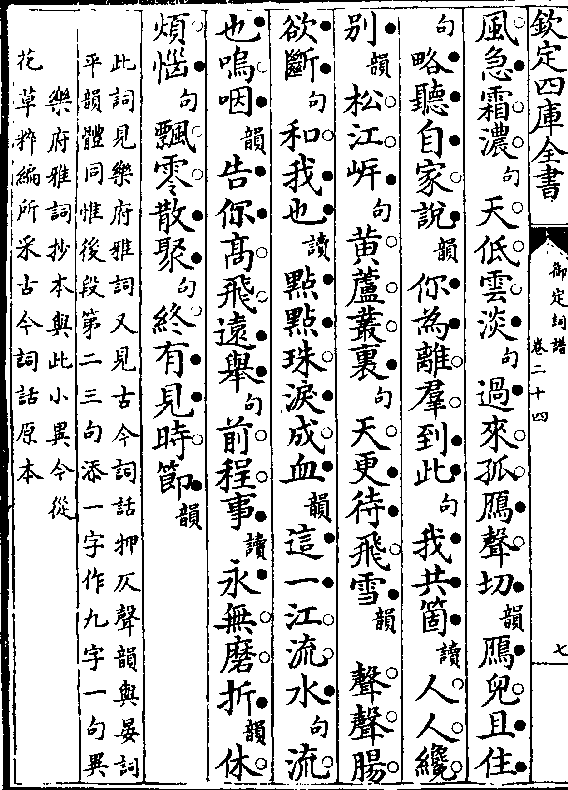 欽定四庫全書
御定詞譜
卷二十四
七
風急霜濃句天低雲淡句過來孤鴈聲切韻鴈兒且住
句略聽自家說韻你為離羣到此句我共箇讀人人纔
别韻松江岍句黄蘆叢裏句天更待飛雪韻聲聲腸
欲斷句和我也讀點點珠淚成血韻這一江流水句流
也嗚咽韻告你高飛遠舉句前程事讀永無磨折韻休
煩惱句飄零散聚句終有見時節韻
此詞見樂府雅詞又見古今詞話押仄聲韻與晏詞
平韻體同惟後段第二三句添一字作九字一句異
樂府雅詞抄本與此小異今從
花草粹編所采古今詞話原本